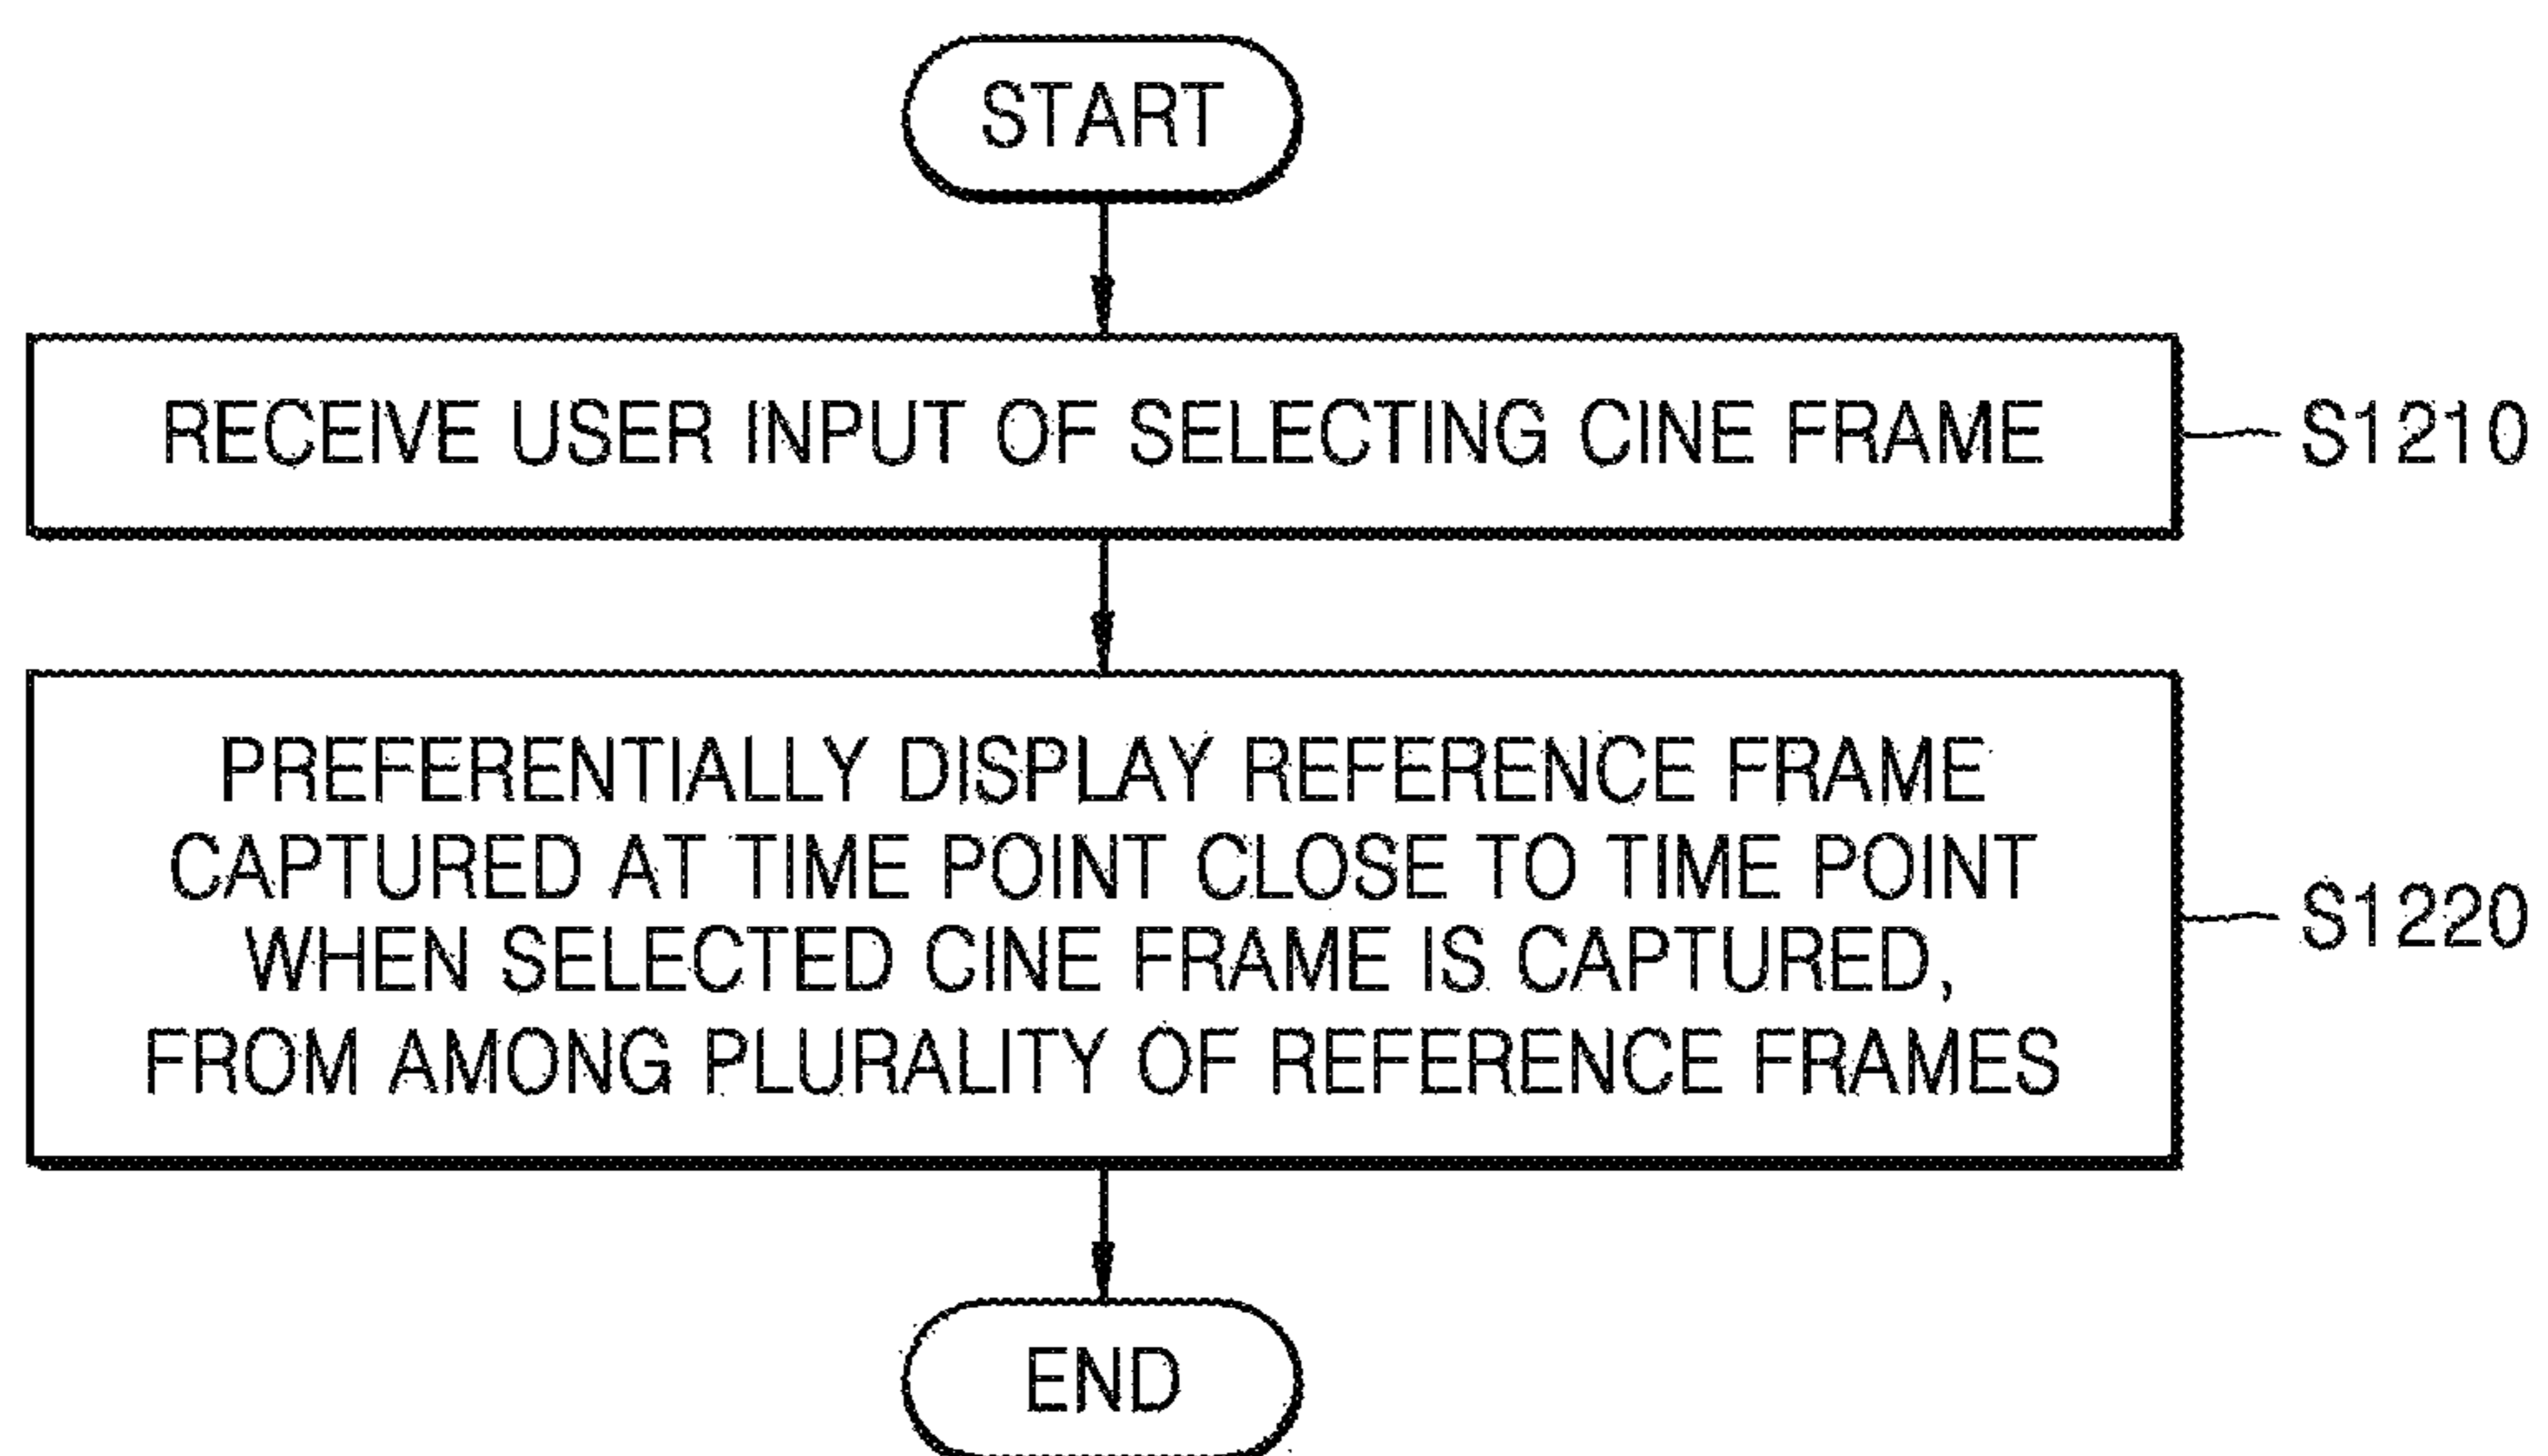 START
RECEIVE USER INPUT OF SELECTING CINE FRAME
S1210
PREFERENTIALLY DISPLAY REFERENCE FRAME
CAPTURED AT TIME POINT CLOSE TO TIME POINT
WHEN SELECTED CINE FRAME IS CAPTURED,
FROM AMONG PLURALITY OF REFERENCE FRAMES
S1220
END